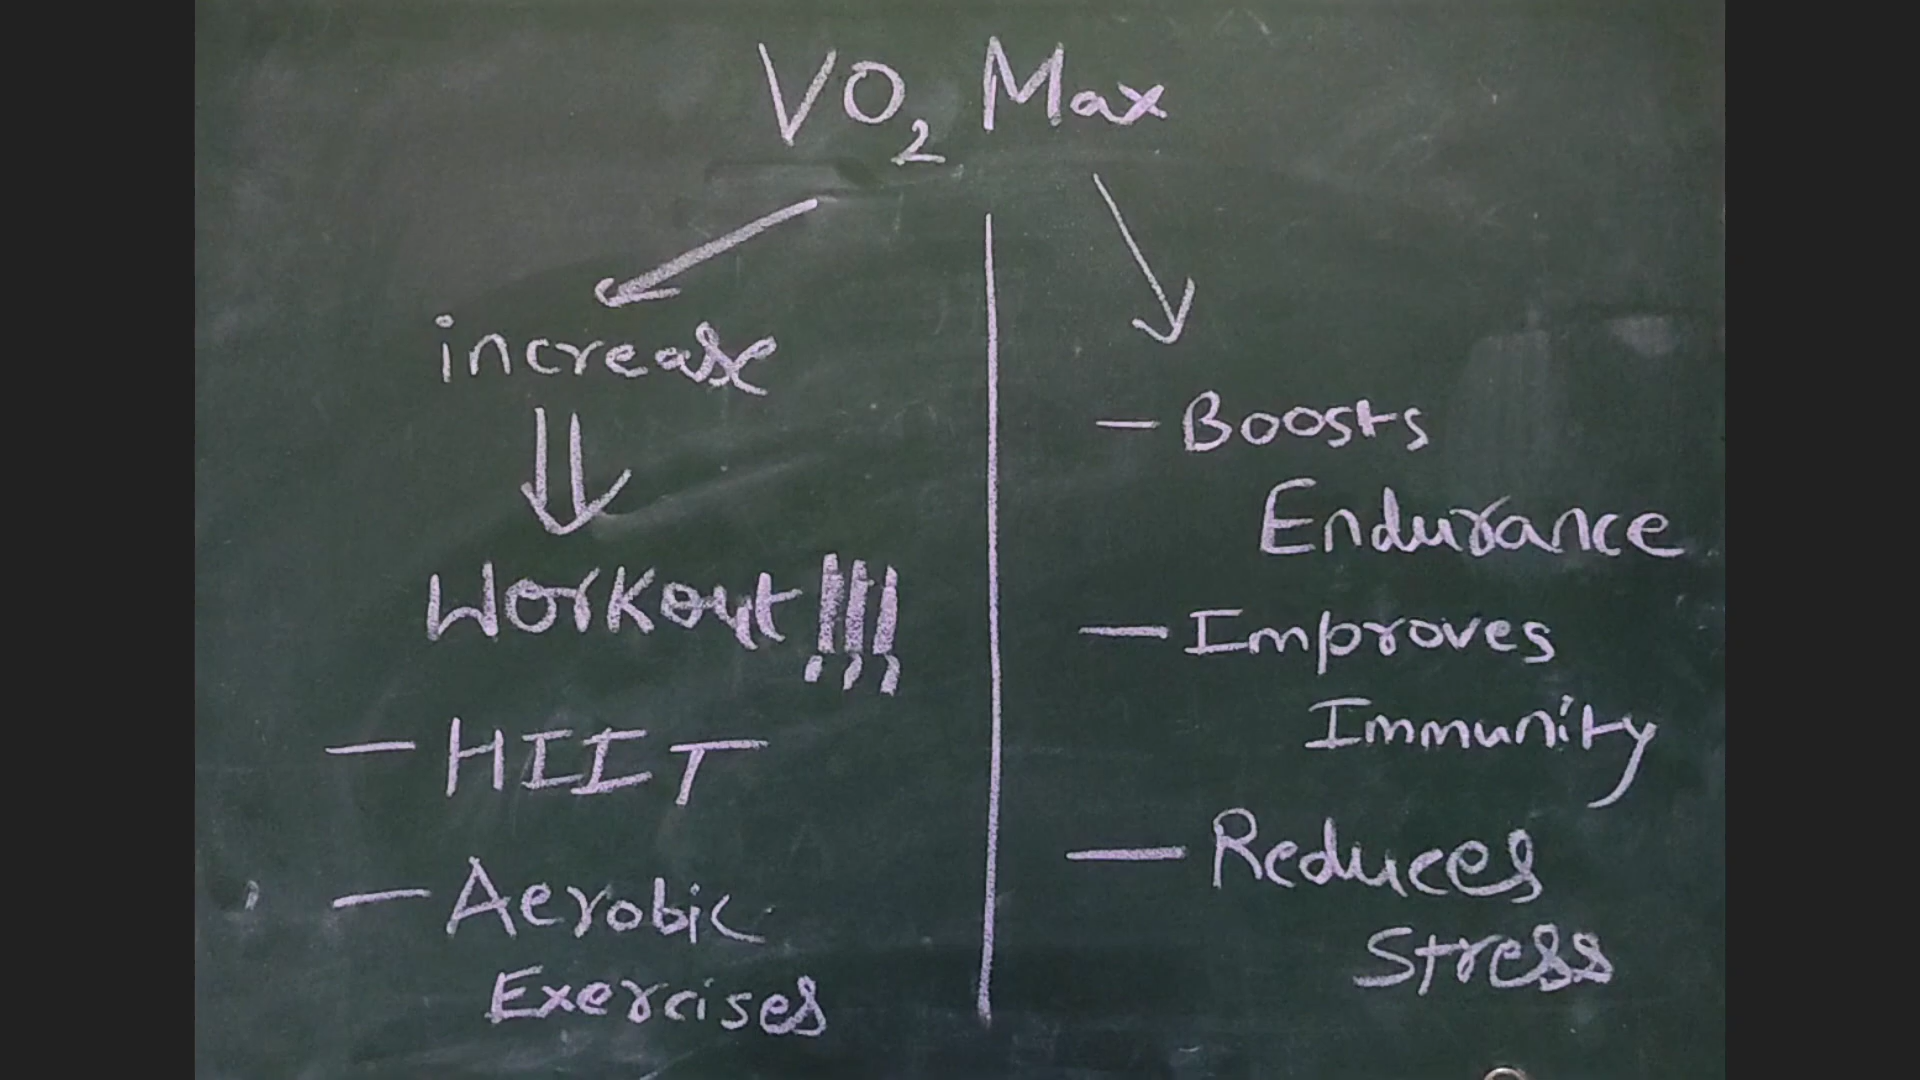 VO₂ Max
increase
Workout!!!
- HIIT
- Aerobic
Exercises
- Boosts
Endurance
- Improves
Immunity
- Reduces
Stress